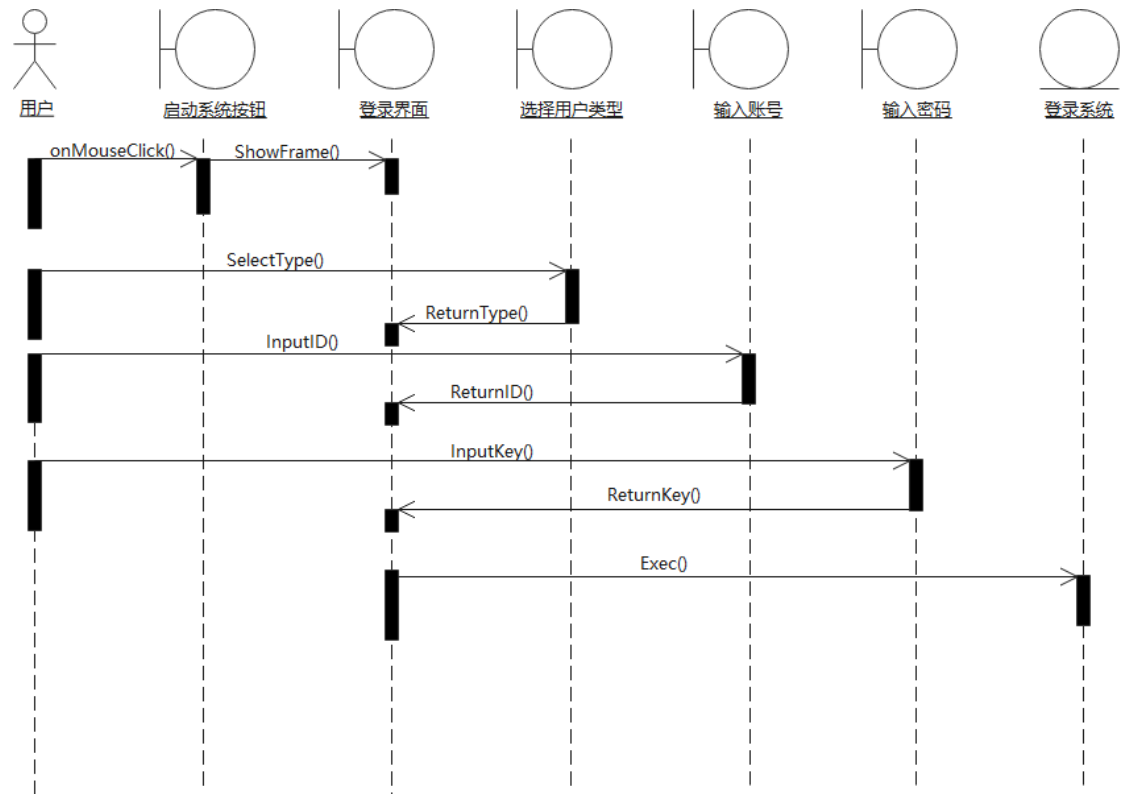 用户
启动系统按钮
登录界面
选择用户类型
输入账号
输入密码
登录系统
onMouseClick()
ShowFrame()
SelectType()
ReturnType()
InputID()
ReturnID()
InputKey()
ReturnKey()
Exec()